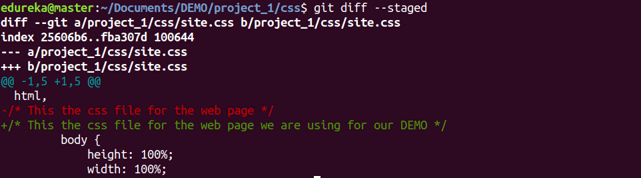 edureka@master:~/Documents/DEMO/project_1/css$ git diff --staged
diff --git a/project_1/css/site.css b/project_1/css/site.css
index 25606b6..fba307d 100644
--- a/project_1/css/site.css
+++ b/project_1/css/site.css
@@ -1,5 +1,5 @@
  html,
-/* This the css file for the web page */
+/* This the css file for the web page we are using for our DEMO */
         body {
             height: 100%;
             width: 100%;